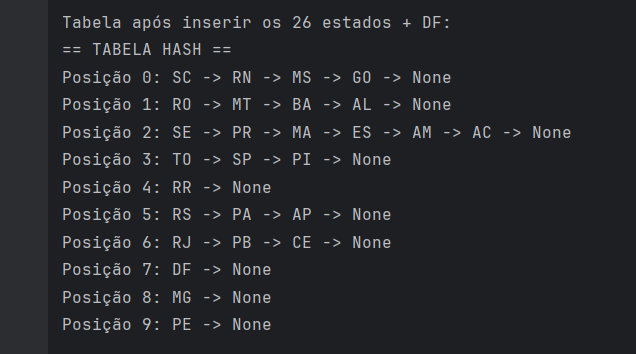 Tabela após inserir os 26 estados + DF:
== TABELA HASH ==
Posição 0: SC -> RN -> MS -> GO -> None
Posição 1: RO -> MT -> BA -> AL -> None
Posição 2: SE -> PR -> MA -> ES -> AM -> AC -> None
Posição 3: TO -> SP -> PI -> None
Posição 4: RR -> None
Posição 5: RS -> PA -> AP -> None
Posição 6: RJ -> PB -> CE -> None
Posição 7: DF -> None
Posição 8: MG -> None
Posição 9: PE -> None